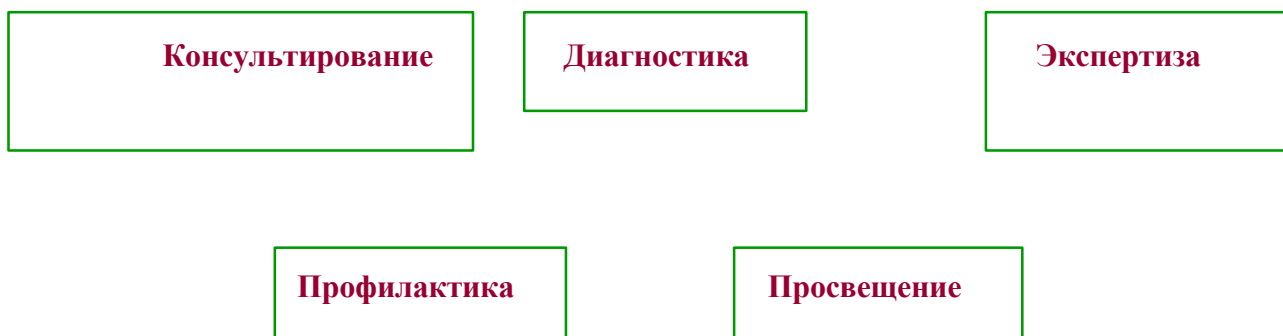 Консультирование
Диагностика
Экспертиза
Профилактика
Просвещение